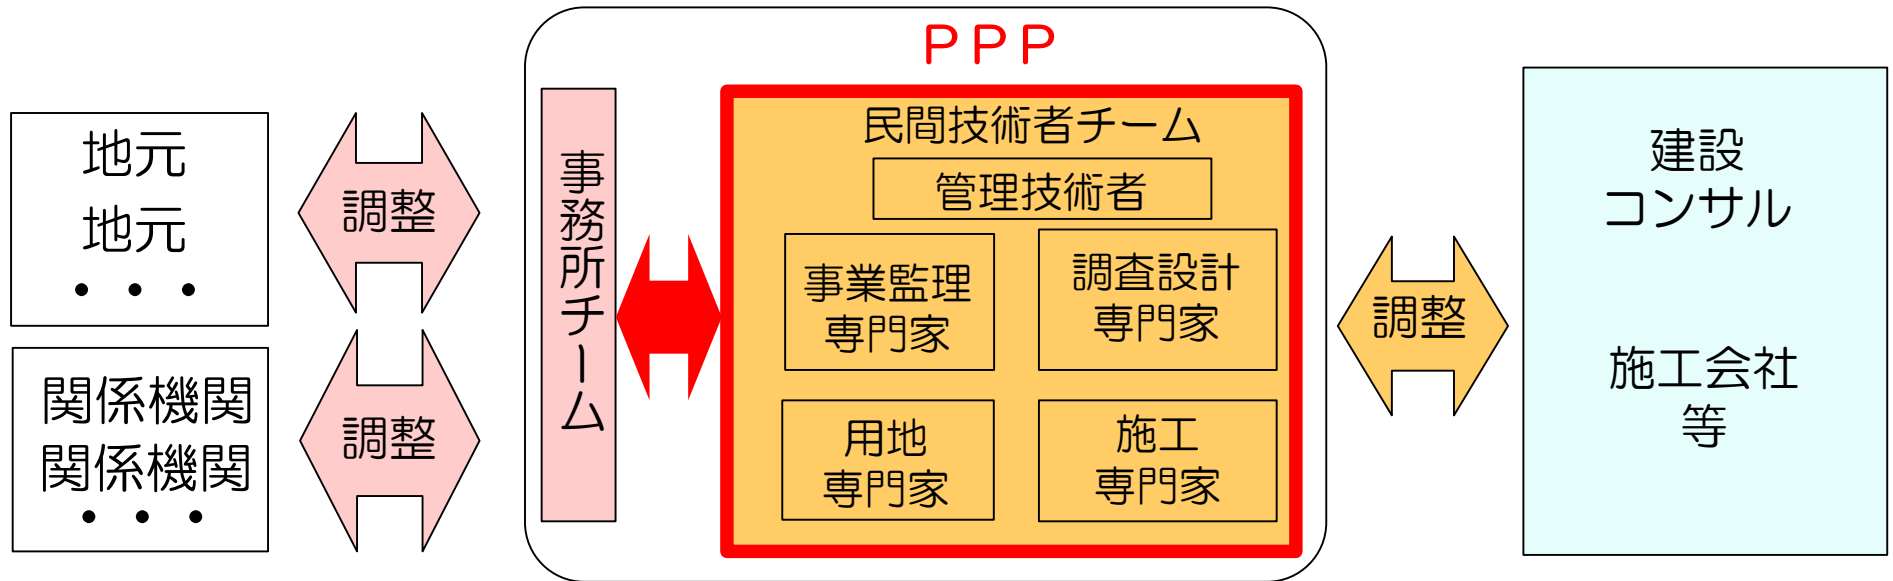 地元
地元
・・・
関係機関
関係機関
・・・
調整
調整
PPP
事務所チーム
民間技術者チーム
管理技術者
事業監理
専門家
調査設計
専門家
用地
専門家
施工
専門家
調整
建設
コンサル
施工会社
等